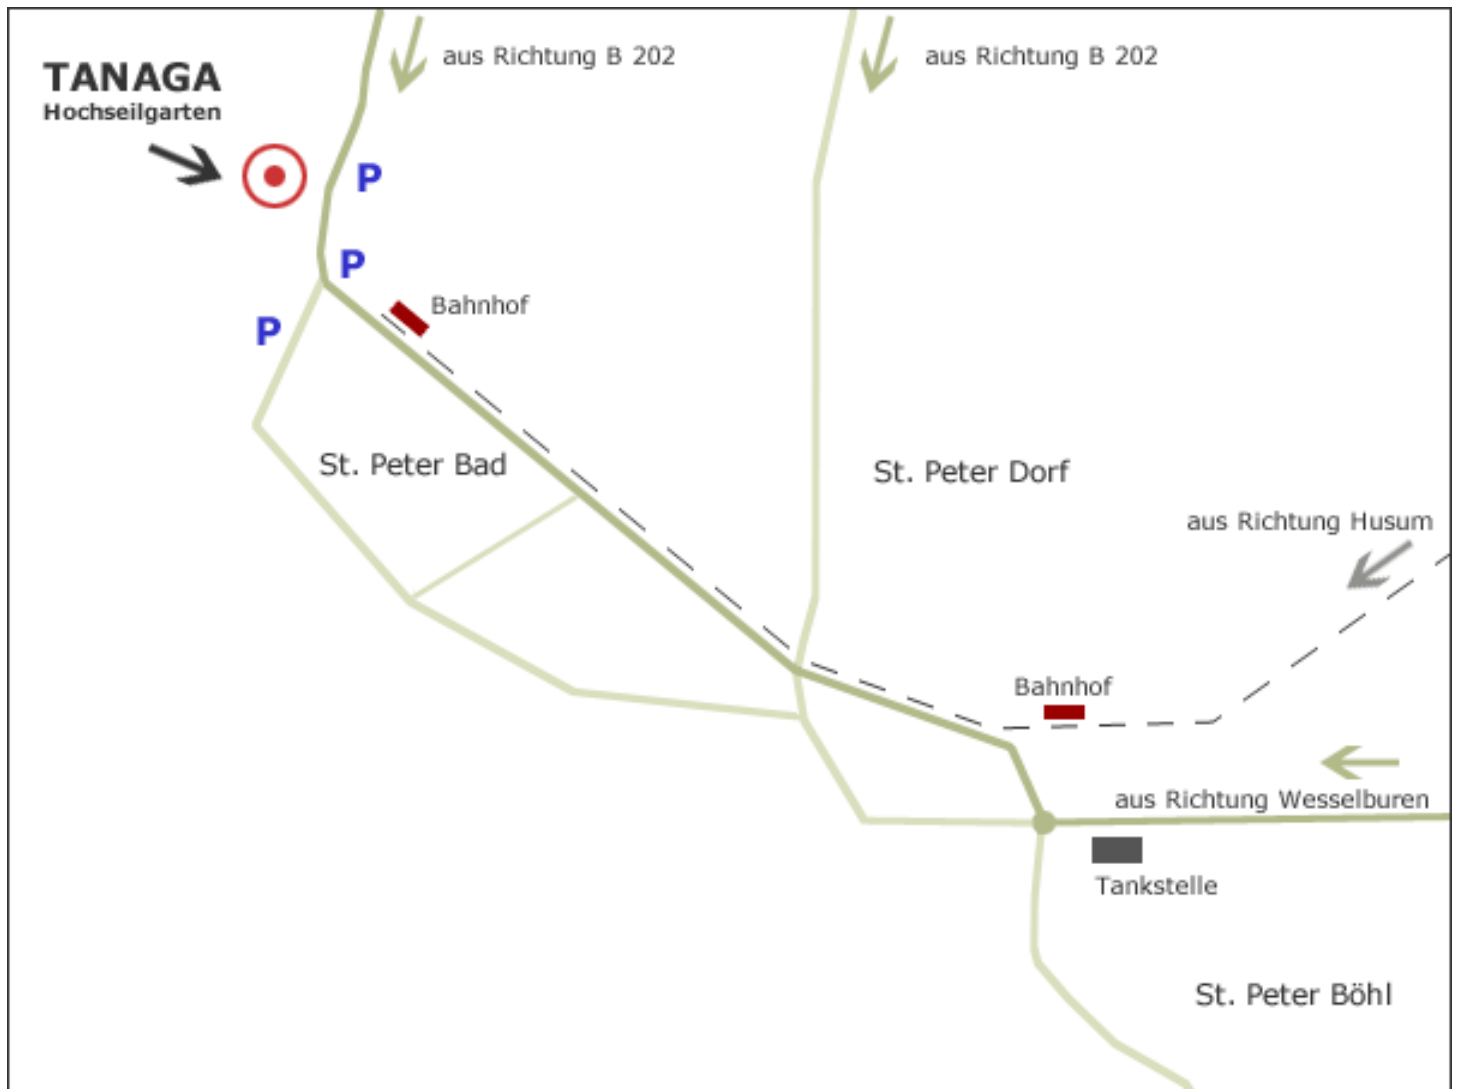 aus Richtung B 202
aus Richtung B 202
TANAGA
Hochseilgarten
P
P
Bahnhof
P
St. Peter Bad
St. Peter Dorf
aus Richtung Husum
Bahnhof
aus Richtung Wesselburen
Tankstelle
St. Peter Böhl